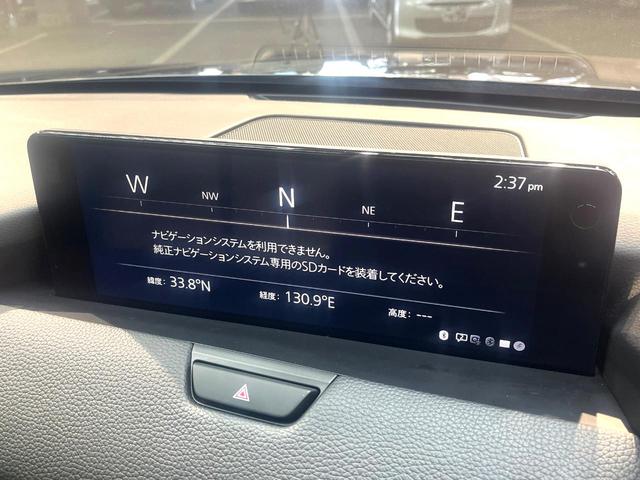 2:37 pm
W NW N NE E
ナビゲーションシステムを利用できません。
純正ナビゲーションシステム専用のSDカードを装着してください。
緯度: 33.8°N 経度: 130.9°E 高度: ---